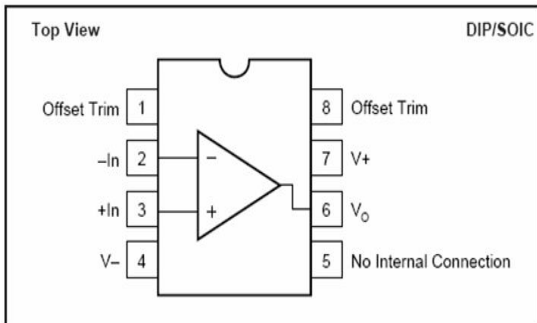 Top View
DIP/SOIC
Offset Trim 1
8 Offset Trim
–In 2
–
7 V+
+In 3
+
6 VO
V– 4
5 No Internal Connection